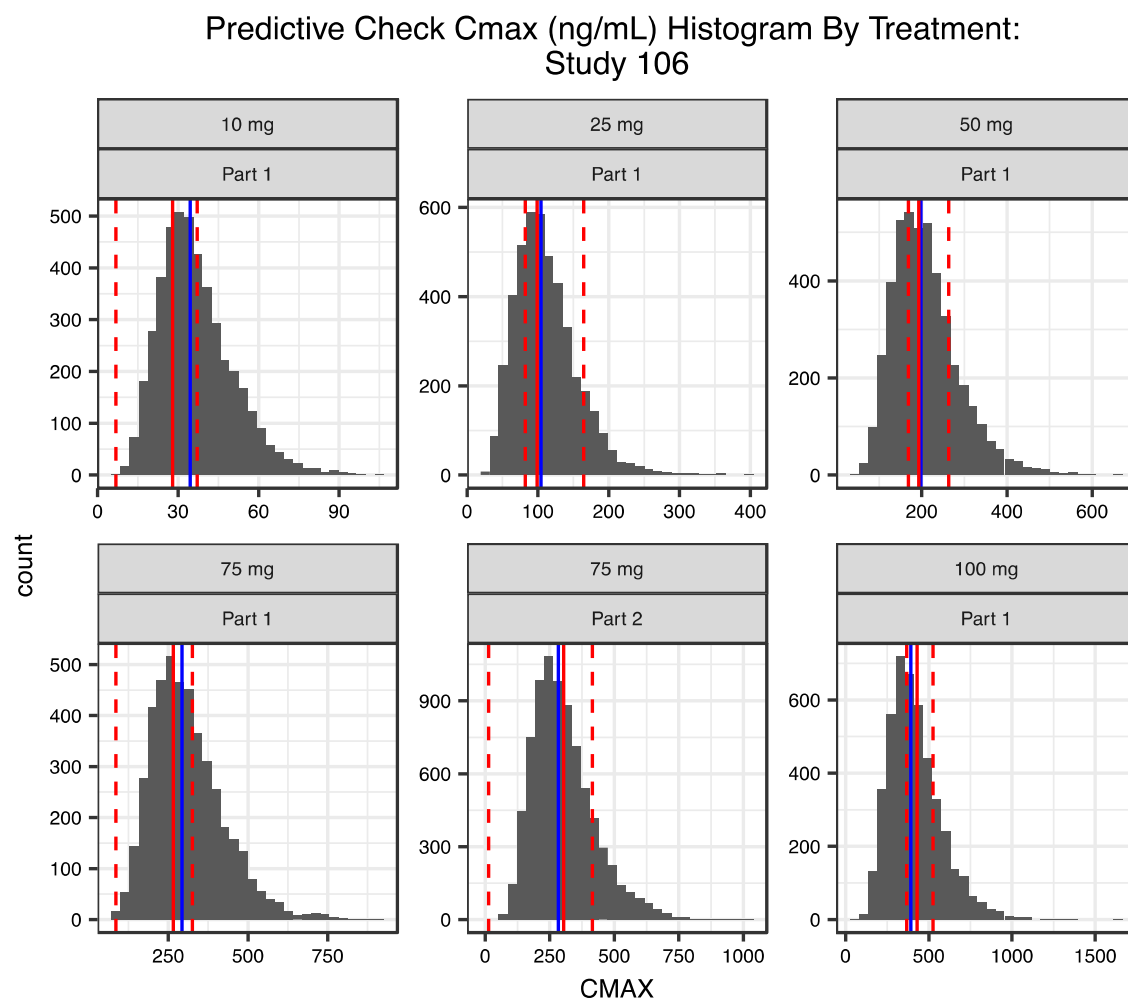 Predictive Check Cmax (ng/mL) Histogram By Treatment:
Study 106
10 mg
Part 1
25 mg
Part 1
50 mg
Part 1
500
400
300
200
100
0
0 30 60 90
600
400
200
0
0 100 200 300 400
400
200
0
200 400 600
count
75 mg
Part 1
75 mg
Part 2
100 mg
Part 1
500
400
300
200
100
0
250 500 750
900
600
300
0
0 250 500 750 1000
600
400
200
0
0 500 1000 1500
CMAX